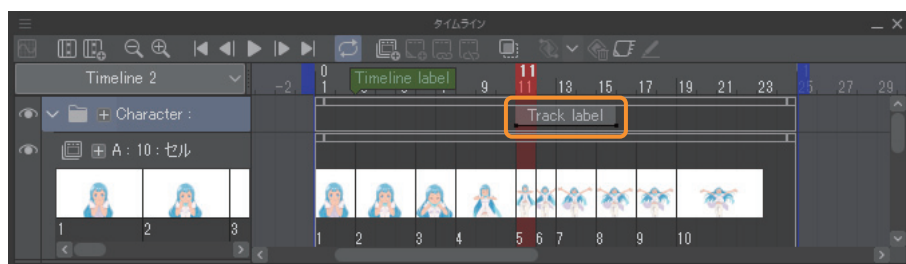 タイムライン
Timeline 2
-2 0 11
1 Timeline label 9 11 13 15 17 19 21 23 25 27 29
Character :
Track label
A : 10 : セル
1 2 3
1 2 3 4 5 6 7 8 9 10